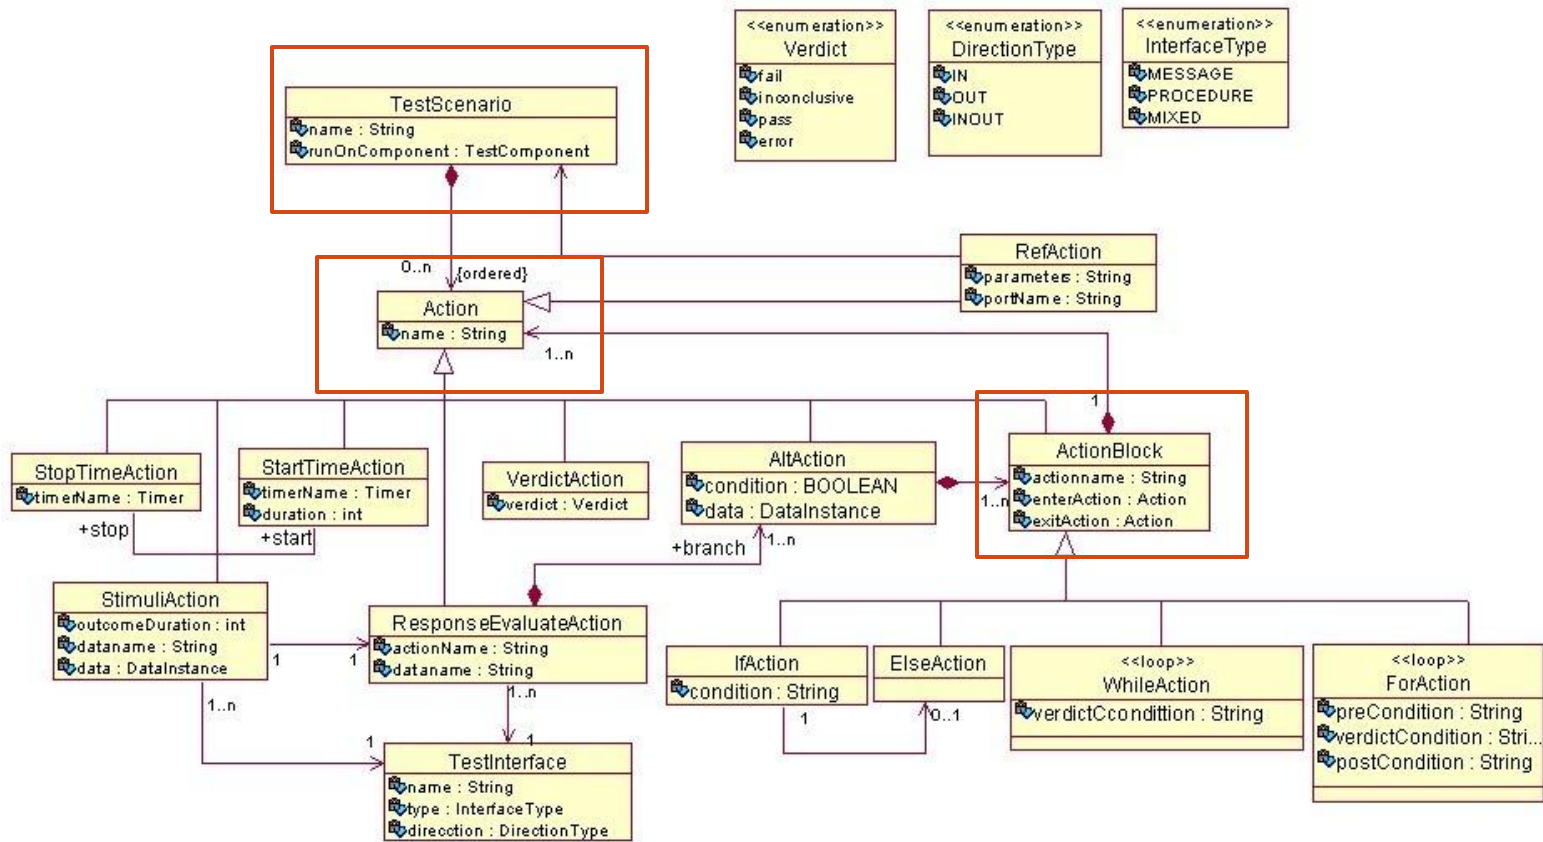 <<enumeration>>
Verdict
fail
inconclusive
pass
error
<<enumeration>>
DirectionType
IN
OUT
INOUT
<<enumeration>>
InterfaceType
MESSAGE
PROCEDURE
MIXED
TestScenario
name : String
runOnComponent : TestComponent
0..n
{ordered}
RefAction
parameters : String
portName : String
Action
name : String
1..n
1
StopTimeAction
timerName : Timer
+stop
StartTimeAction
timerName : Timer
duration : int
+start
VerdictAction
verdict : Verdict
AltAction
condition : BOOLEAN
data : DataInstance
1..n
+branch
1..n
ActionBlock
actionname : String
enterAction : Action
exitAction : Action
StimuliAction
outcomeDuration : int
dataname : String
data : DataInstance
1
1
1..n
1
ResponseEvaluateAction
actionName : String
dataname : String
1..n
1
IfAction
condition : String
1
ElseAction
0..1
<<loop>>
WhileAction
verdictCcondittion : String
<<loop>>
ForAction
preCondition : String
verdictCondition : Stri...
postCondition : String
TestInterface
name : String
type : InterfaceType
direcction : DirectionType